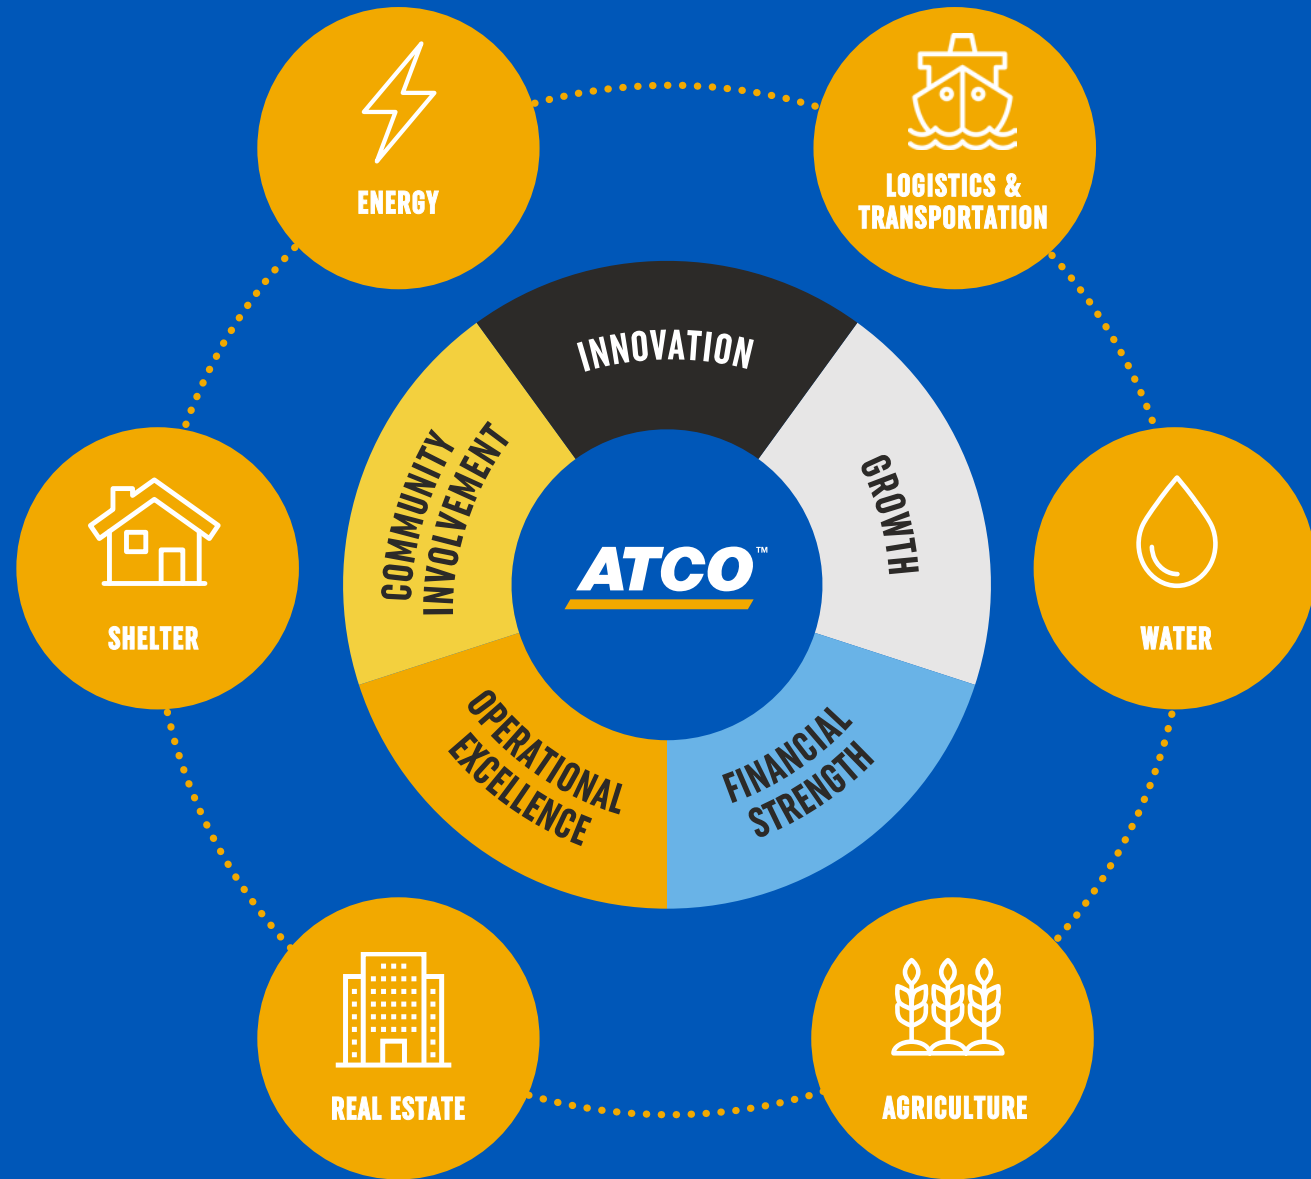 ENERGY
LOGISTICS &
TRANSPORTATION
INNOVATION
COMMUNITY
INVOLVEMENT
GROWTH
ATCO™
SHELTER
WATER
OPERATIONAL
EXCELLENCE
FINANCIAL
STRENGTH
REAL ESTATE
AGRICULTURE